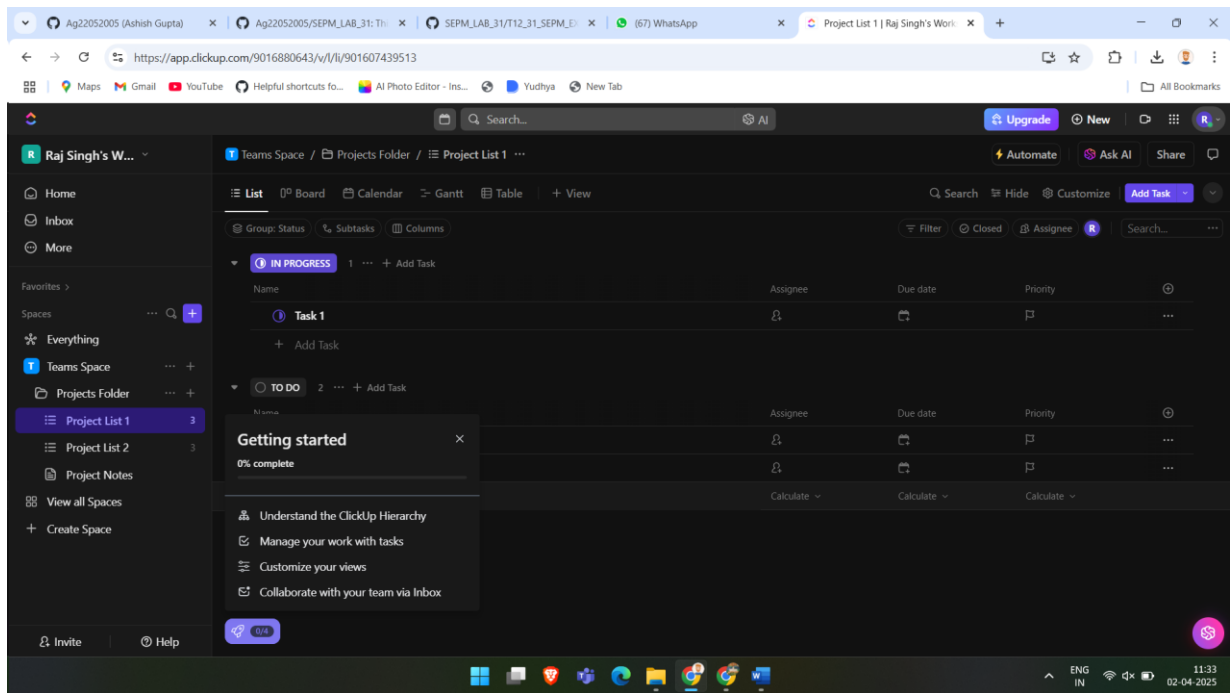 Ag22052005 (Ashish Gupta)
Ag22052005/SEPM_LAB_31: Th
SEPM_LAB_31/T12_31_SEPM_E
(67) WhatsApp
Project List 1 | Raj Singh's Work
https://app.clickup.com/9016880643/v/l/li/901607439513
Maps
Gmail
YouTube
Helpful shortcuts fo...
AI Photo Editor - Ins...
Yudhya
New Tab
All Bookmarks
Search...
AI
Upgrade
New
R
R Raj Singh's W...
T Teams Space / Projects Folder / Project List 1 ...
Automate
Ask AI
Share
Home
Inbox
More
List
Board
Calendar
Gantt
Table
+ View
Search
Hide
Customize
Add Task
Group: Status
Subtasks
Columns
Filter
Closed
Assignee
R
Search...
Favorites >
Spaces
Everything
T Teams Space
Projects Folder
Project List 1 3
Project List 2 3
Project Notes
View all Spaces
+ Create Space
IN PROGRESS 1 ... + Add Task
Name Assignee Due date Priority
Task 1
+ Add Task
TO DO 2 ... + Add Task
Name Assignee Due date Priority
Calculate Calculate Calculate
Getting started
0% complete
Understand the ClickUp Hierarchy
Manage your work with tasks
Customize your views
Collaborate with your team via Inbox
0/4
Invite
Help
ENG
IN
11:33
02-04-2025